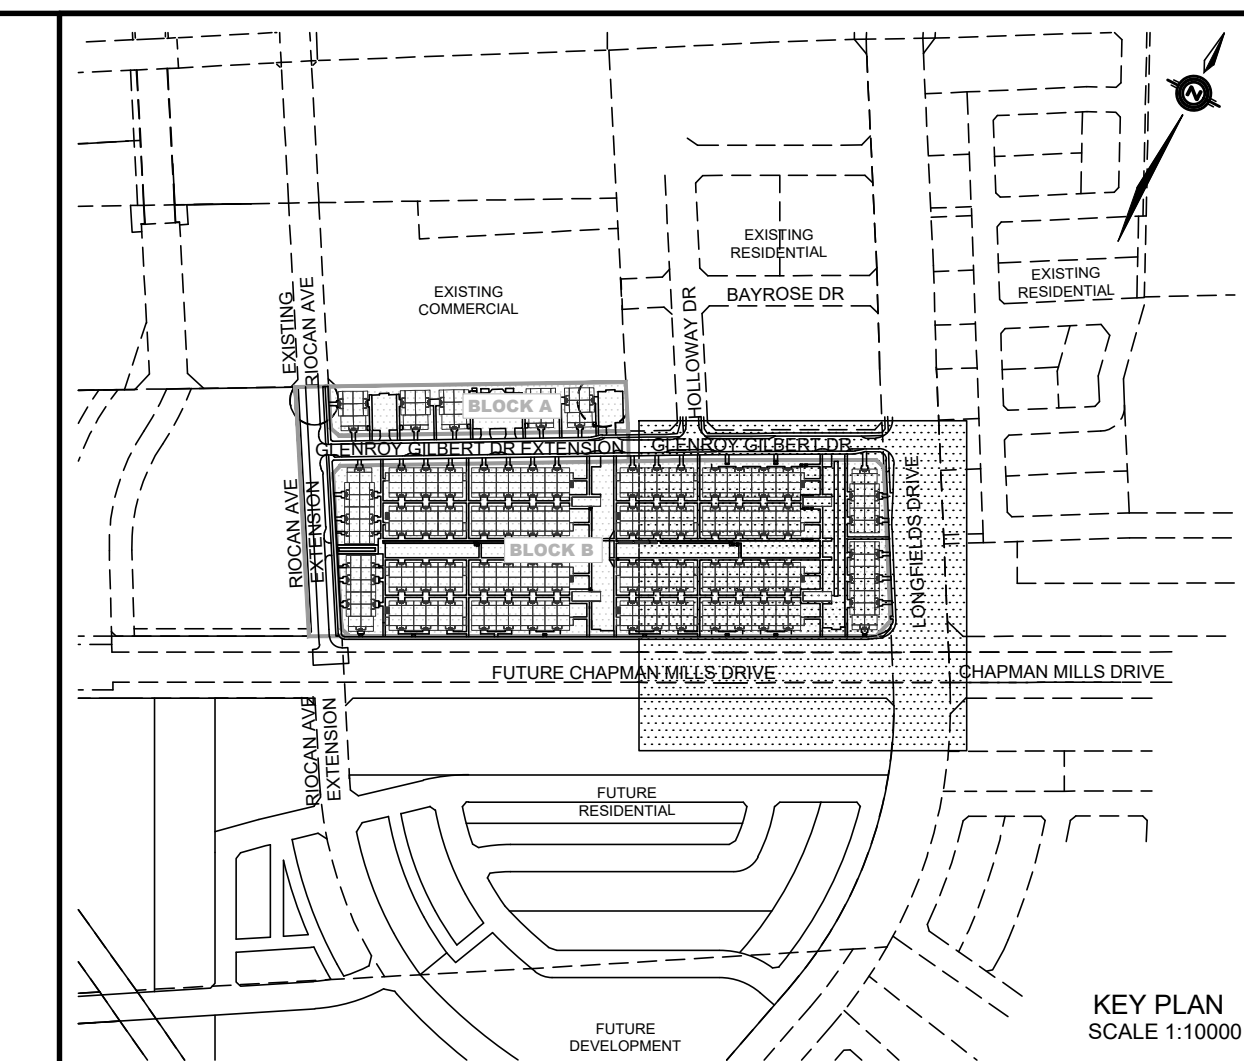 N
EXISTING
RESIDENTIAL
EXISTING
RESIDENTIAL
EXISTING
COMMERCIAL
BAYROSE DR
EXISTING
RIOCAN AVE
HOLLOWAY DR
BLOCK A
GLENROY GILBERT DR EXTENSION
GLENROY GILBERT DR
RIOCAN AVE
EXTENSION
BLOCK B
LONGFIELDS DRIVE
FUTURE CHAPMAN MILLS DRIVE
CHAPMAN MILLS DRIVE
RIOCAN AVE
EXTENSION
FUTURE
RESIDENTIAL
FUTURE
DEVELOPMENT
KEY PLAN
SCALE 1:10000